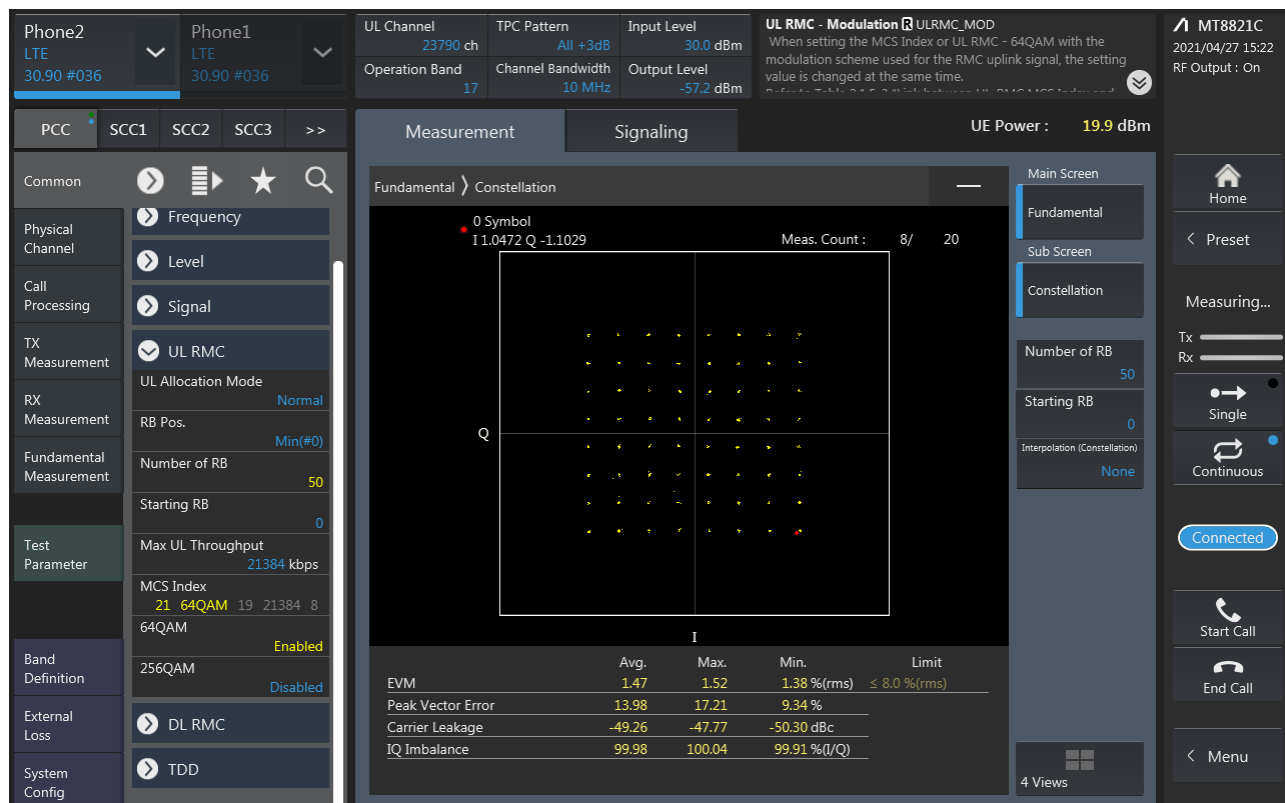 Phone2
LTE
30.90 #036
Phone1
LTE
30.90 #036
UL Channel
23790 ch
TPC Pattern
All +3dB
Input Level
30.0 dBm
Operation Band
17
Channel Bandwidth
10 MHz
Output Level
-57.2 dBm
UL RMC - Modulation R ULRMC_MOD
When setting the MCS Index or UL RMC - 64QAM with the
modulation scheme used for the RMC uplink signal, the setting
value is changed at the same time.
MT8821C
2021/04/27 15:22
RF Output : On
PCC SCC1 SCC2 SCC3 >>
Measurement Signaling
UE Power : 19.9 dBm
Common
Physical
Channel
Call
Processing
TX
Measurement
RX
Measurement
Fundamental
Measurement
Test
Parameter
Band
Definition
External
Loss
System
Config
Frequency
Level
Signal
UL RMC
UL Allocation Mode
Normal
RB Pos.
Min(#0)
Number of RB
50
Starting RB
0
Max UL Throughput
21384 kbps
MCS Index
21 64QAM 19 21384 8
64QAM
Enabled
256QAM
Disabled
DL RMC
TDD
Fundamental 〉 Constellation
0 Symbol
I 1.0472 Q -1.1029
Meas. Count : 8/ 20
Q
I
Avg. Max. Min. Limit
EVM 1.47 1.52 1.38 %(rms) ≤ 8.0 %(rms)
Peak Vector Error 13.98 17.21 9.34 %
Carrier Leakage -49.26 -47.77 -50.30 dBc
IQ Imbalance 99.98 100.04 99.91 %(I/Q)
Main Screen
Fundamental
Sub Screen
Constellation
Number of RB
50
Starting RB
0
Interpolation (Constellation)
None
4 Views
Home
< Preset
Measuring...
Tx
Rx
Single
Continuous
Connected
Start Call
End Call
< Menu